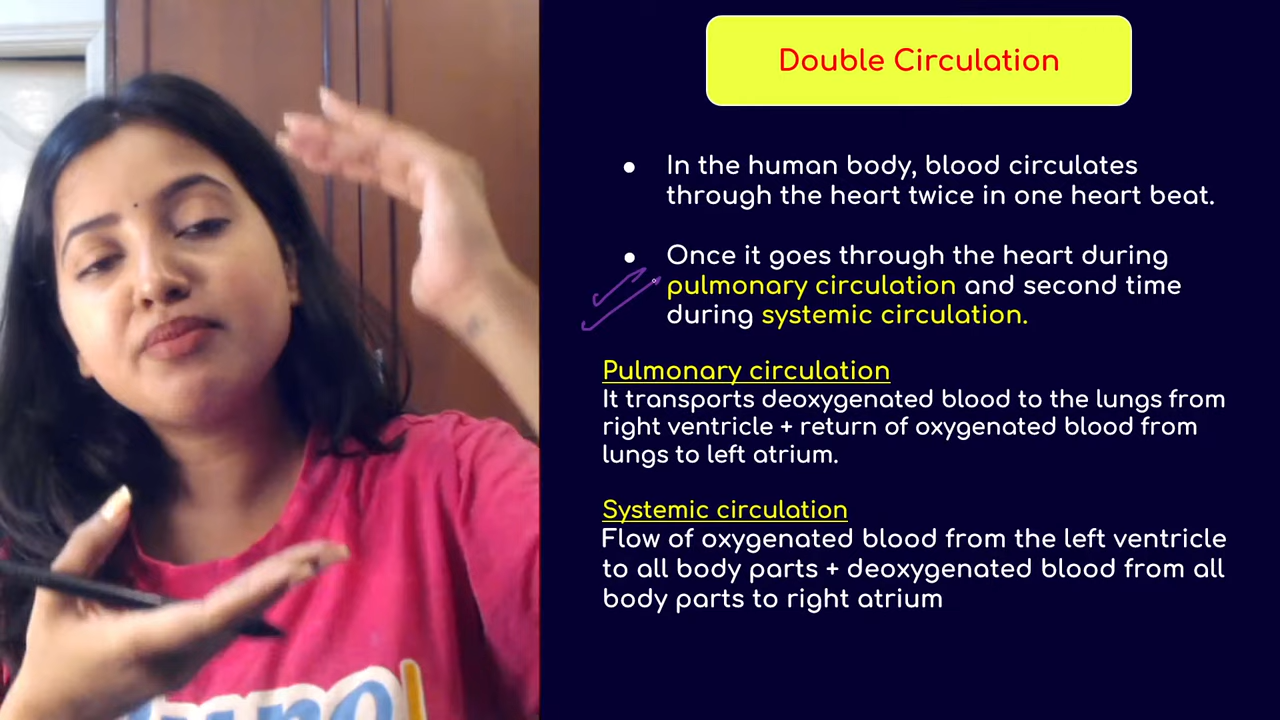 Double Circulation
● In the human body, blood circulates
through the heart twice in one heart beat.
● Once it goes through the heart during
pulmonary circulation and second time
during systemic circulation.
Pulmonary circulation
It transports deoxygenated blood to the lungs from
right ventricle + return of oxygenated blood from
lungs to left atrium.
Systemic circulation
Flow of oxygenated blood from the left ventricle
to all body parts + deoxygenated blood from all
body parts to right atrium